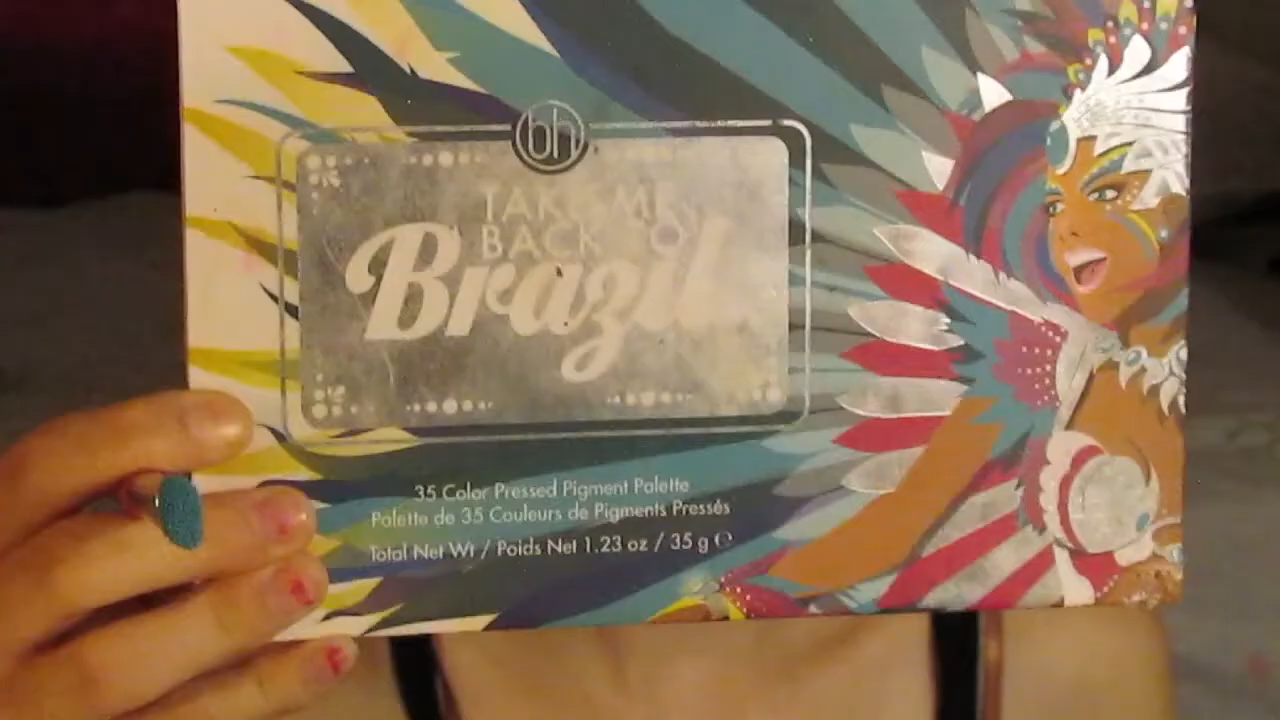 bh
TAKE ME
BACK TO
Brazil
35 Color Pressed Pigment Palette
Palette de 35 Couleurs de Pigments Pressés
Total Net Wt / Poids Net 1.23 oz / 35 g ℮